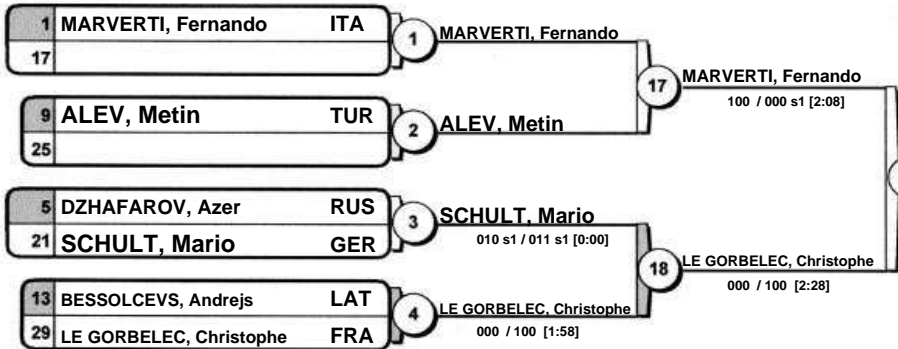 1 MARVERTI, Fernando ITA
17
1 MARVERTI, Fernando
9 ALEV, Metin TUR
25
2 ALEV, Metin
17 MARVERTI, Fernando
100 / 000 s1 [2:08]
5 DZHAFAROV, Azer RUS
21 SCHULT, Mario GER
3 SCHULT, Mario
010 s1 / 011 s1 [0:00]
13 BESSOLCEVS, Andrejs LAT
29 LE GORBELEC, Christophe FRA
4 LE GORBELEC, Christophe
000 / 100 [1:58]
18 LE GORBELEC, Christophe
000 / 100 [2:28]